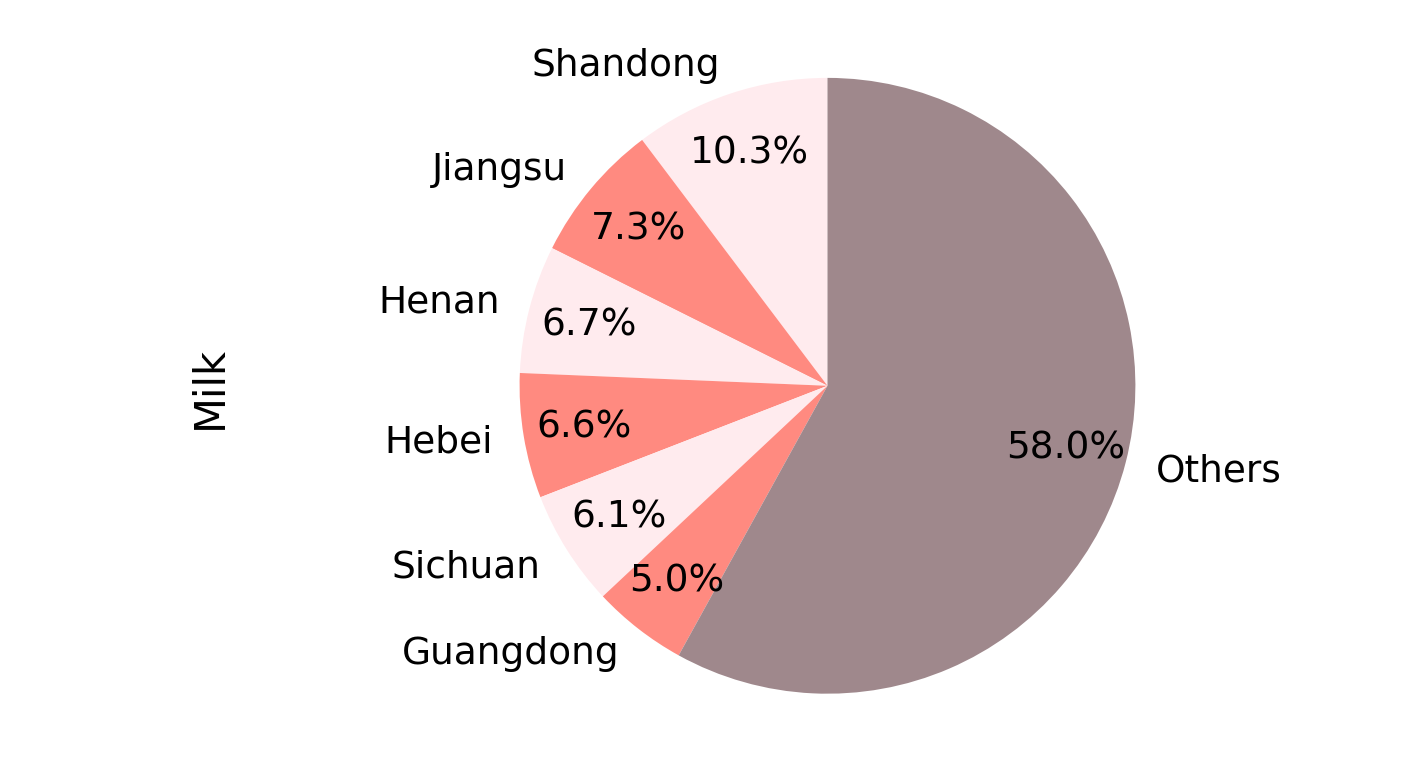 Shandong
10.3%
Jiangsu
7.3%
Henan
6.7%
Milk
Hebei
6.6%
58.0%
Others
6.1%
Sichuan
5.0%
Guangdong